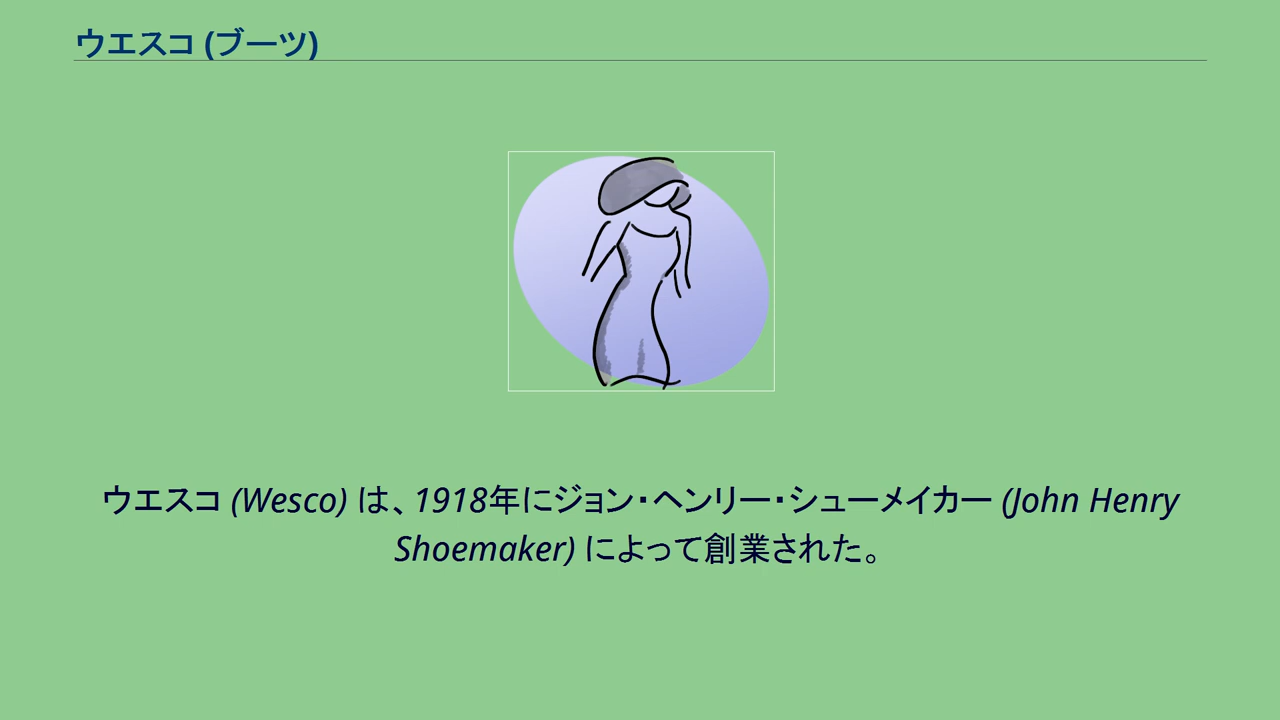 ウエスコ (ブーツ)
ウエスコ (Wesco) は、1918年にジョン・ヘンリー・シューメイカー (John Henry
Shoemaker) によって創業された。